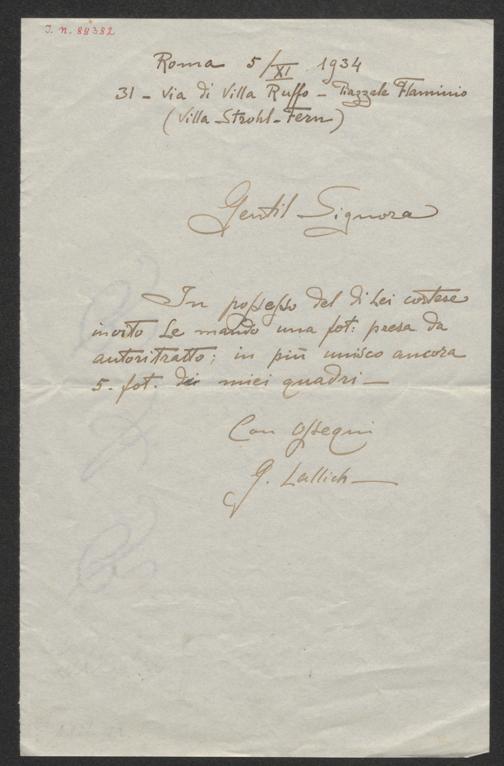 I. n. 88382
Roma 5/XI 1934
31 - Via di Villa Ruffo - Piazzale Flaminio
(Villa Strohl-Fern)
Gentil Signora
In possesso del di Lei cortese
invito Le mando una fot: presa da
autoritratto; in più unisco ancora
5. fot. dei miei quadri -
Con ossequi
G. Lallich -